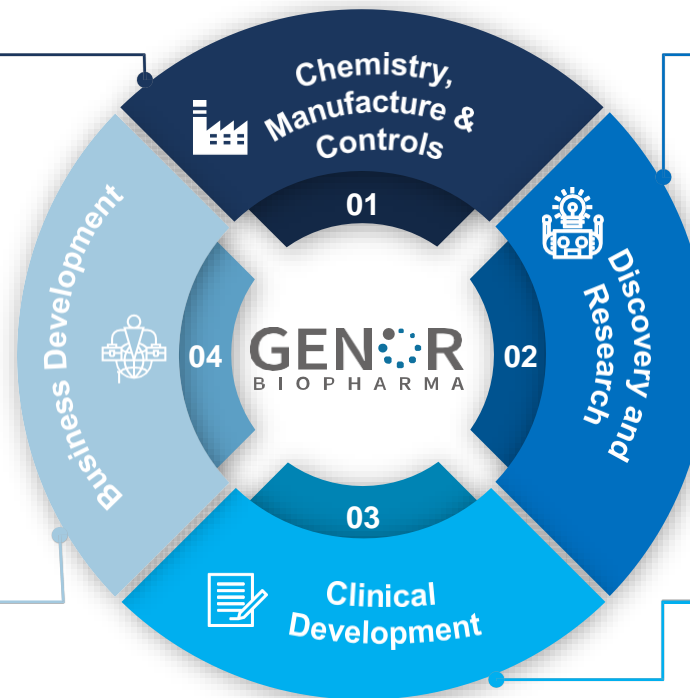 Chemistry,
Manufacture &
Controls
01
Discovery and
Research
02
Clinical
Development
03
Business Development
04
GENOR
BIOPHARMA